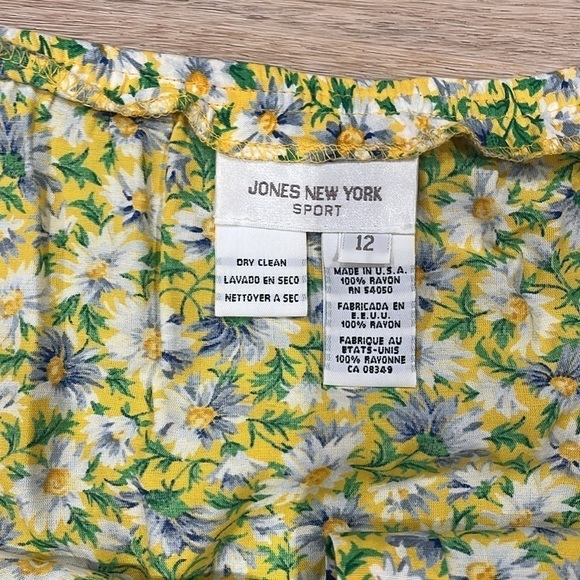 JONES NEW YORK
SPORT
12
DRY CLEAN
LAVADO EN SECO
NETTOYER A SEC
MADE IN U.S.A.
100% RAYON
RN 54050
FABRICADA EN
E.E.U.U.
100% RAYON
FABRIQUE AU
ETATS-UNIS
100% RAYONNE
CA 08349